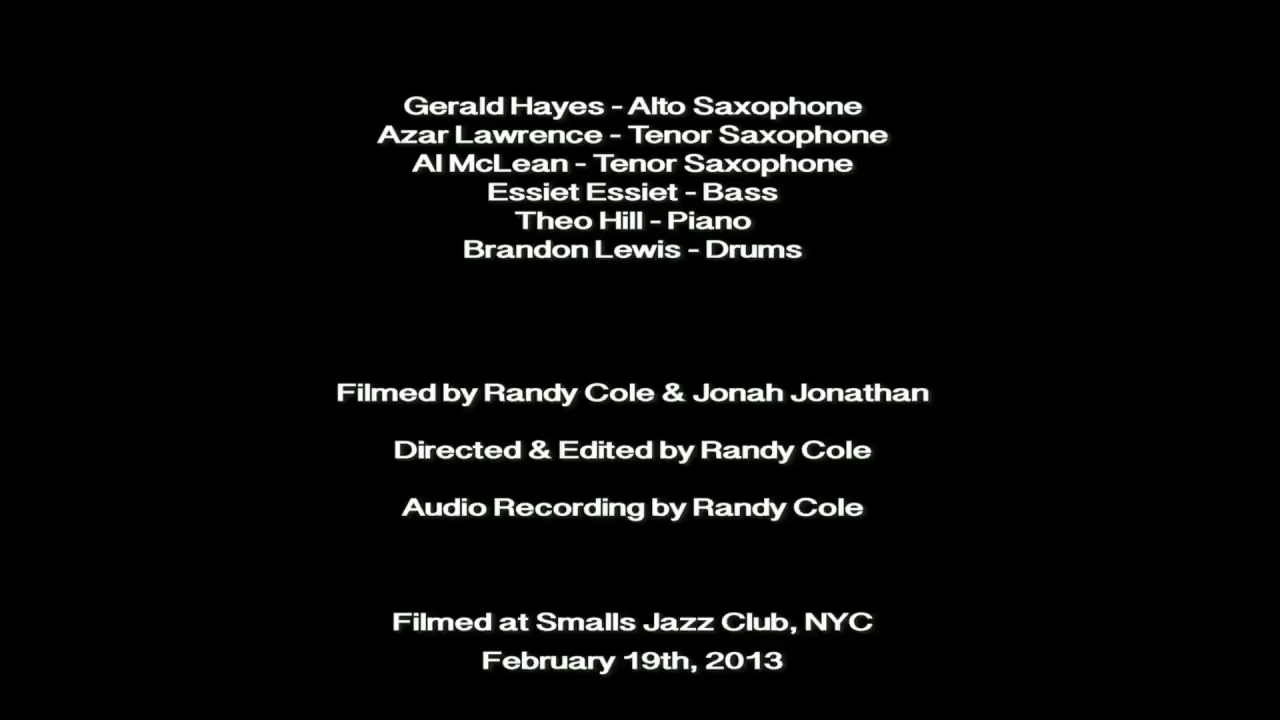 Gerald Hayes - Alto Saxophone
Azar Lawrence - Tenor Saxophone
Al McLean - Tenor Saxophone
Essiet Essiet - Bass
Theo Hill - Piano
Brandon Lewis - Drums
Filmed by Randy Cole & Jonah Jonathan
Directed & Edited by Randy Cole
Audio Recording by Randy Cole
Filmed at Smalls Jazz Club, NYC
February 19th, 2013